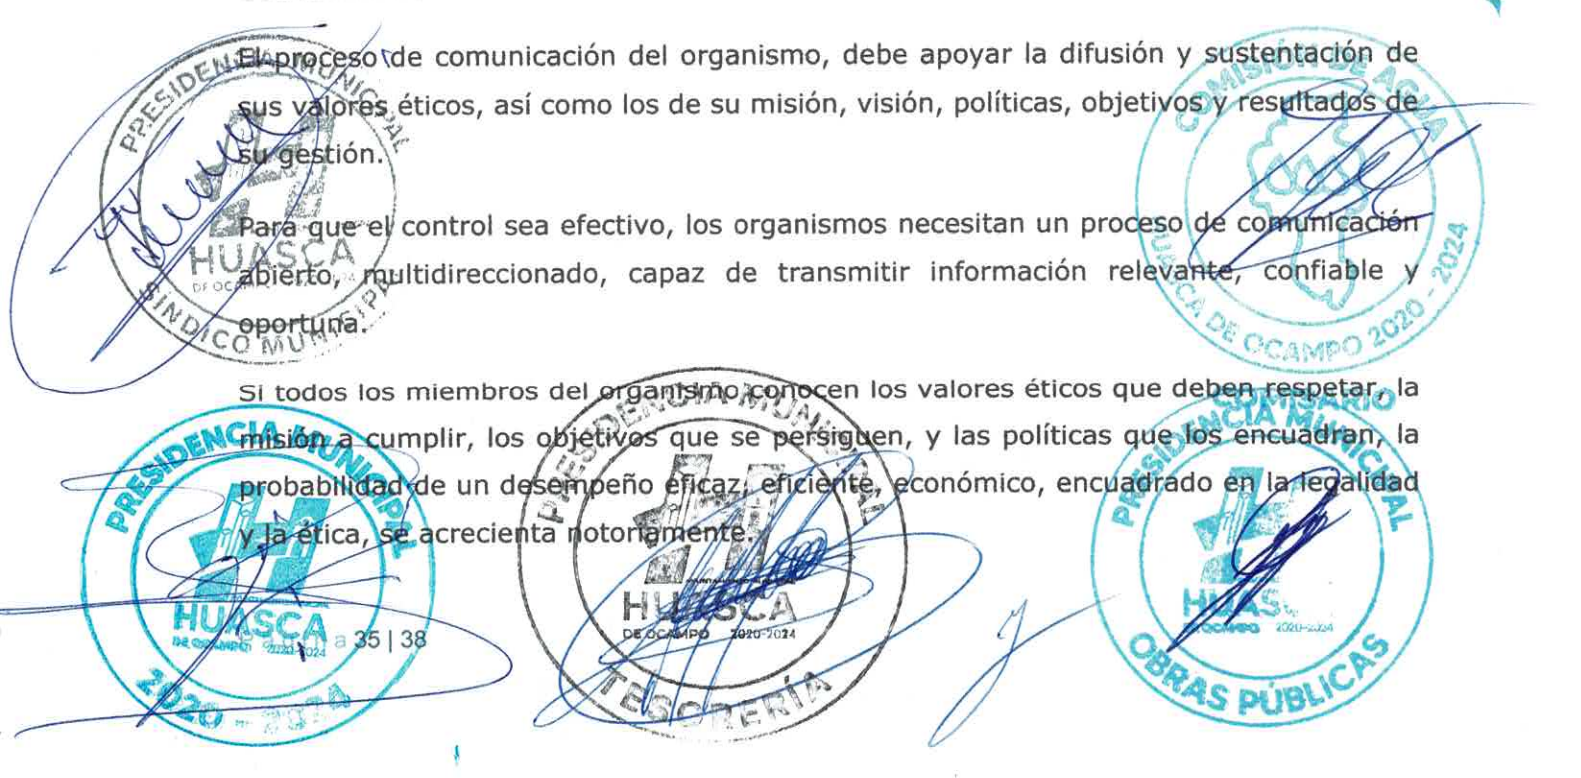 El proceso de comunicación del organismo, debe apoyar la difusión y sustentación de
sus valores éticos, así como los de su misión, visión, políticas, objetivos y resultados de
su gestión.
Para que el control sea efectivo, los organismos necesitan un proceso de comunicación
abierto, multidireccionado, capaz de transmitir información relevante, confiable y
oportuna.
Si todos los miembros del organismo conocen los valores éticos que deben respetar, la
misión a cumplir, los objetivos que se persiguen, y las políticas que los encuadran, la
probabilidad de un desempeño eficaz, eficiente, económico, encuadrado en la legalidad
y la ética, se acrecienta notoriamente.
35 | 38
PRESIDENCIA MUNICIPAL
HUASCA
DE OCAMPO
SÍNDICO MUNICIPAL
COMISIÓN DE AGUA
HUASCA DE OCAMPO 2020 - 2024
PRESIDENCIA MUNICIPAL
HUASCA
DE OCAMPO 2020-2024
2020 - 2024
PRESIDENCIA MUNICIPAL
HUASCA
DE OCAMPO 2020-2024
TESORERÍA
COMISARIO
PRESIDENCIA MUNICIPAL
HUASCA
DE OCAMPO 2020-2024
OBRAS PÚBLICAS